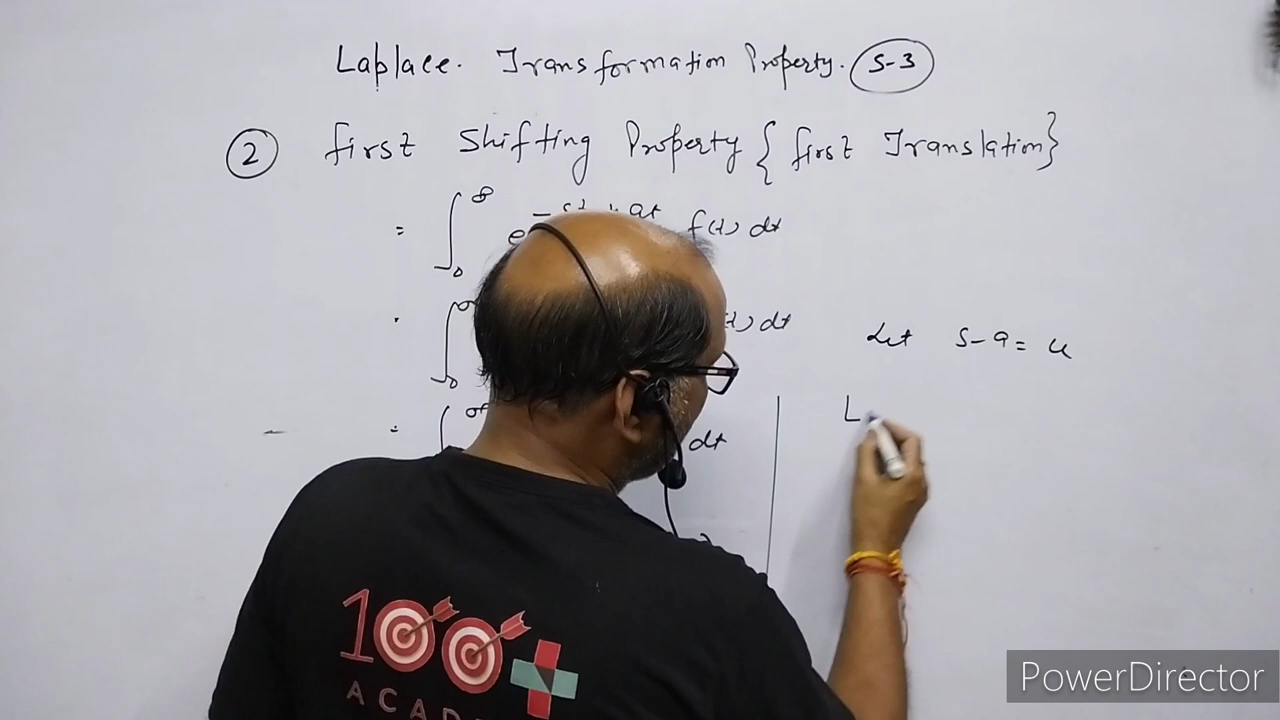 Laplace. Transformation Property. S-3
2 first Shifting Property { first Translation}
= ∫₀^∞ e f(t) dt
dt
Let s-a = u
= dt
L
100+
ACAD
PowerDirector